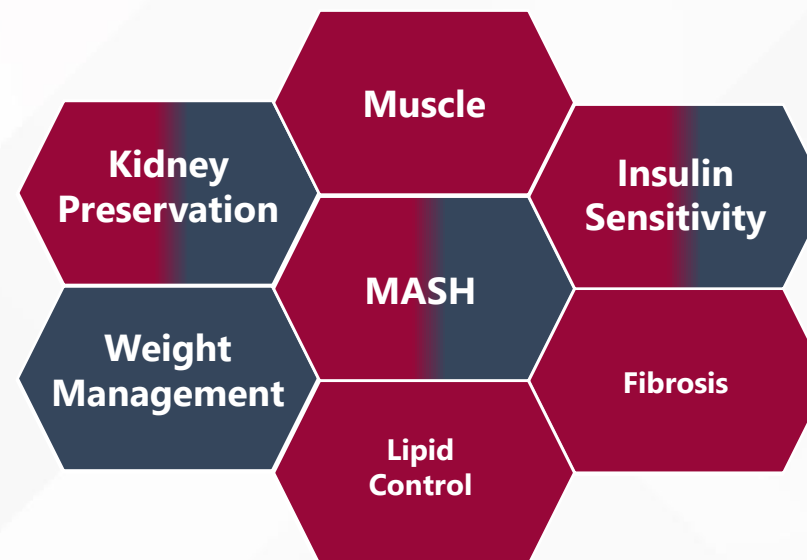 Muscle
Kidney
Preservation
Insulin
Sensitivity
MASH
Weight
Management
Fibrosis
Lipid
Control